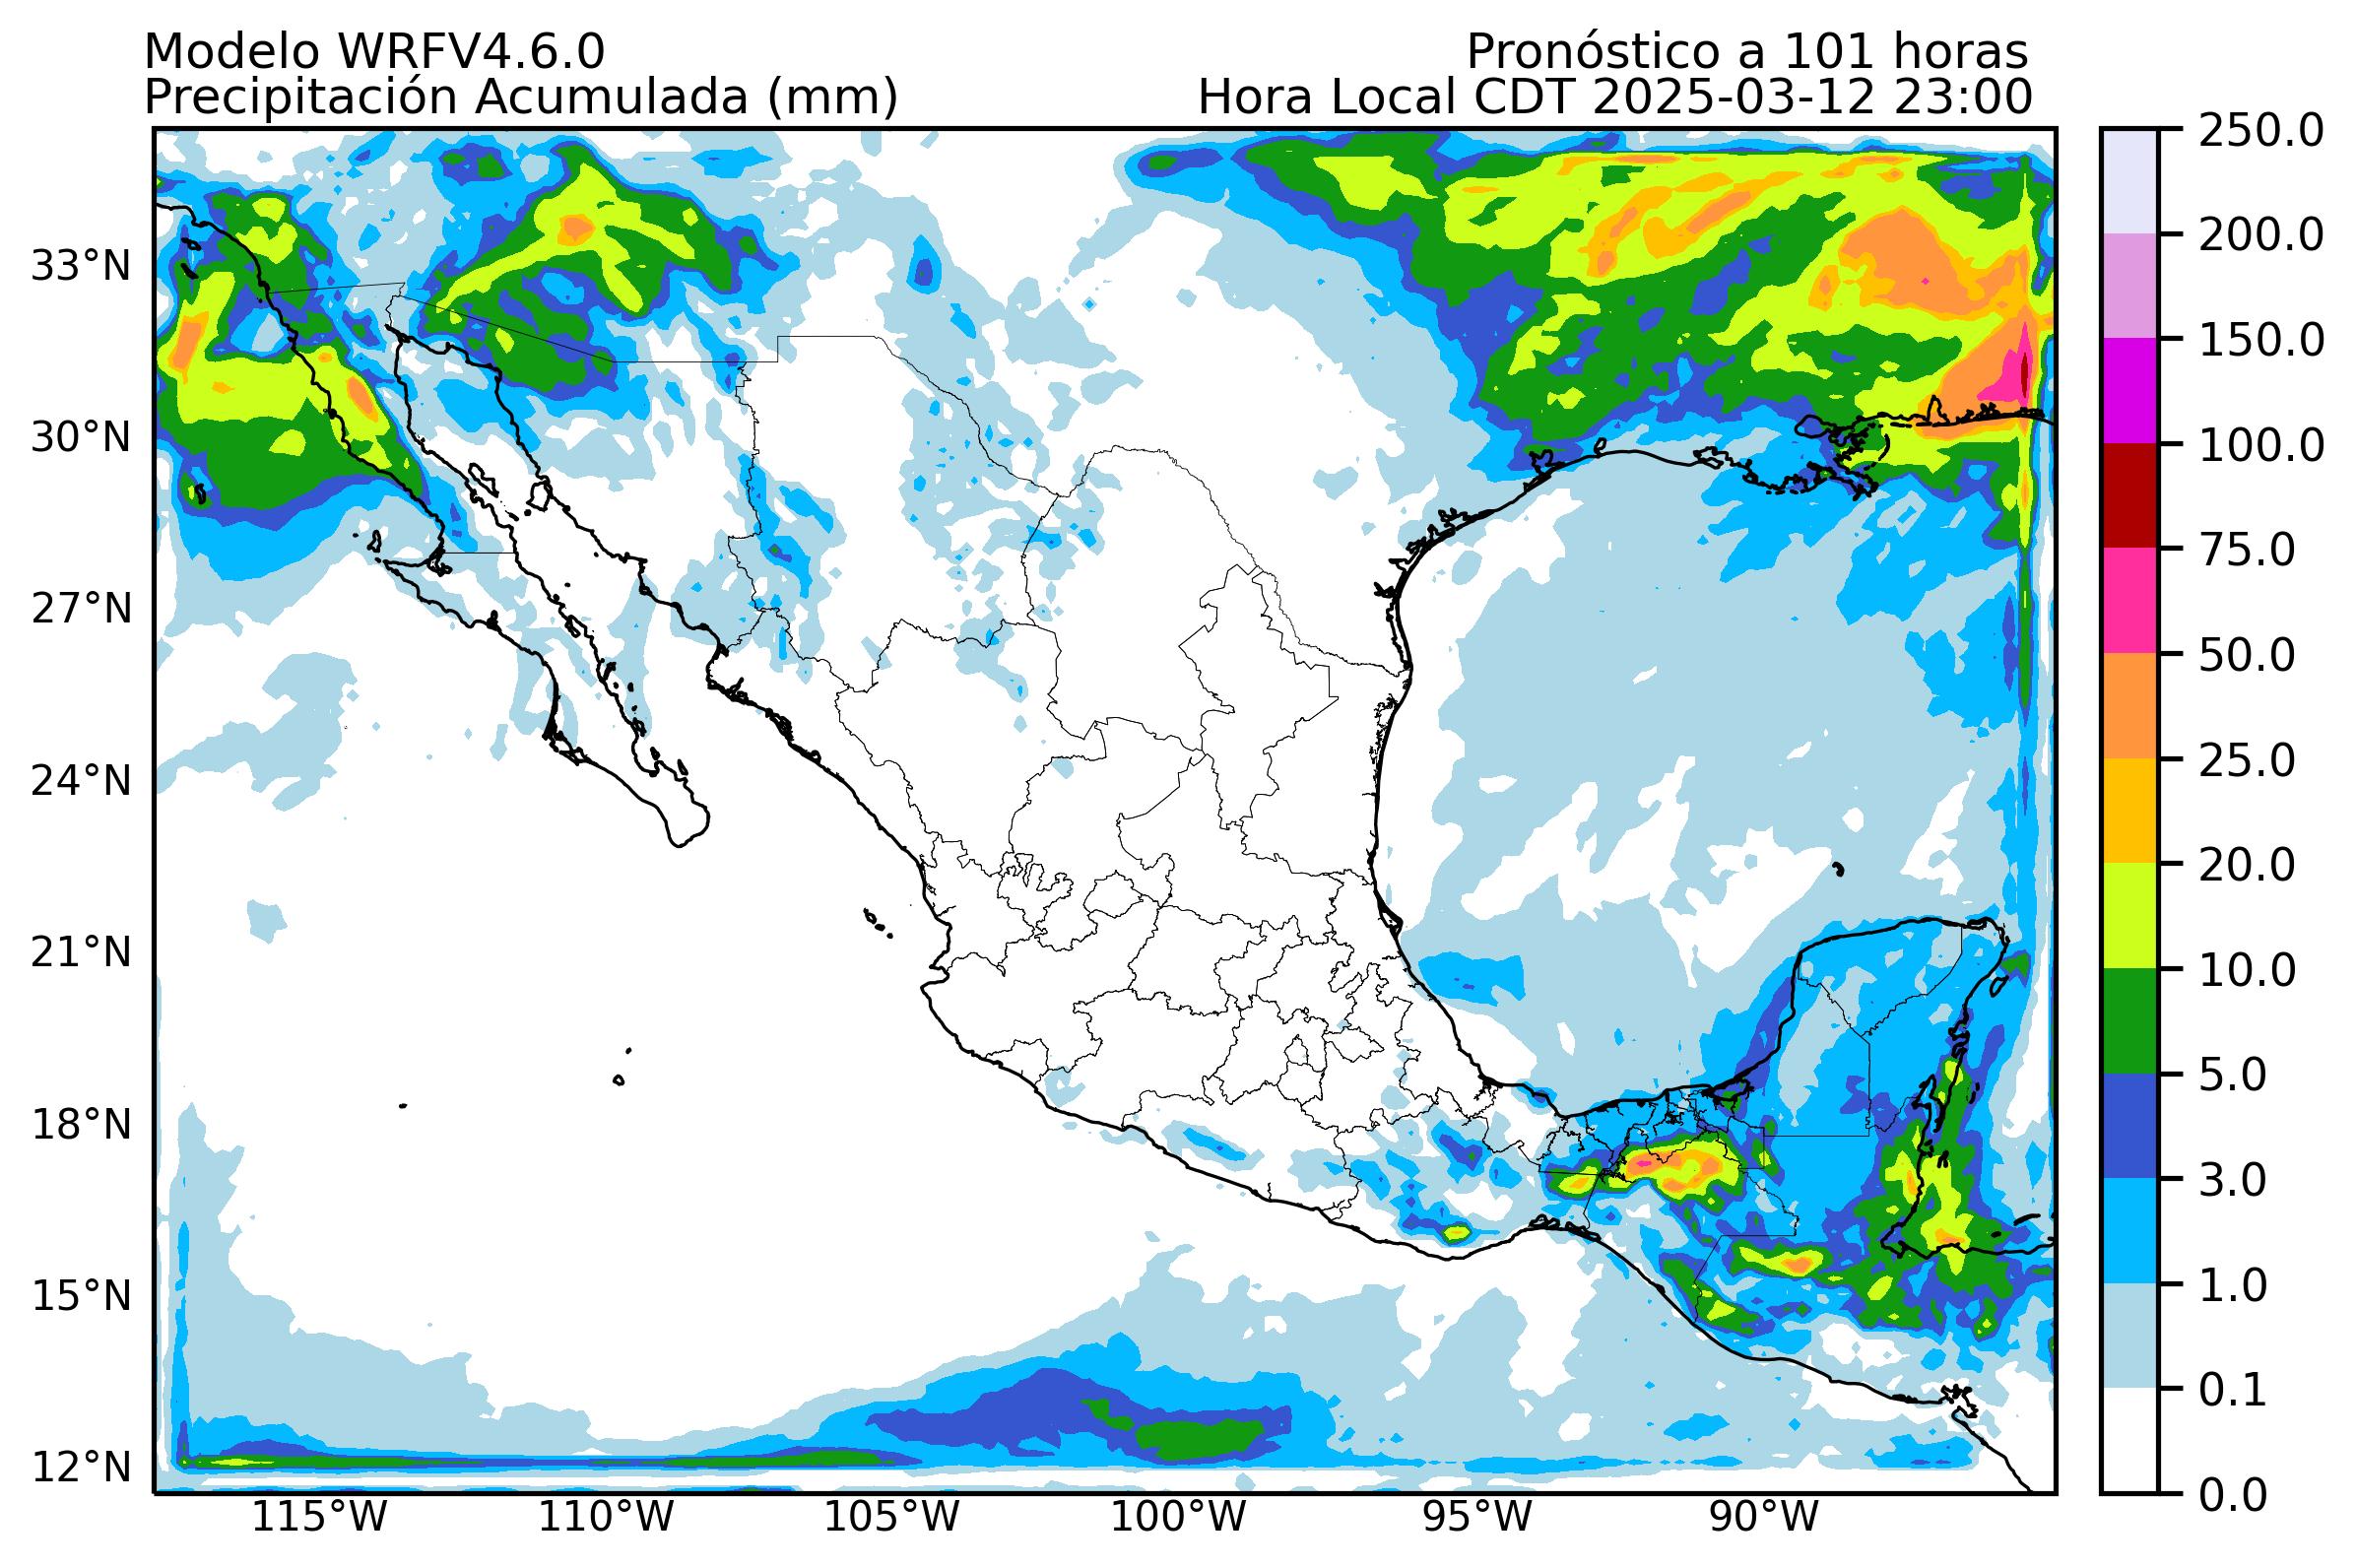 Modelo WRFV4.6.0
Pronóstico a 101 horas
Precipitación Acumulada (mm)
Hora Local CDT 2025-03-12 23:00
250.0
200.0
150.0
100.0
75.0
50.0
25.0
20.0
10.0
5.0
3.0
1.0
0.1
0.0
33°N
30°N
27°N
24°N
21°N
18°N
15°N
12°N
115°W
110°W
105°W
100°W
95°W
90°W